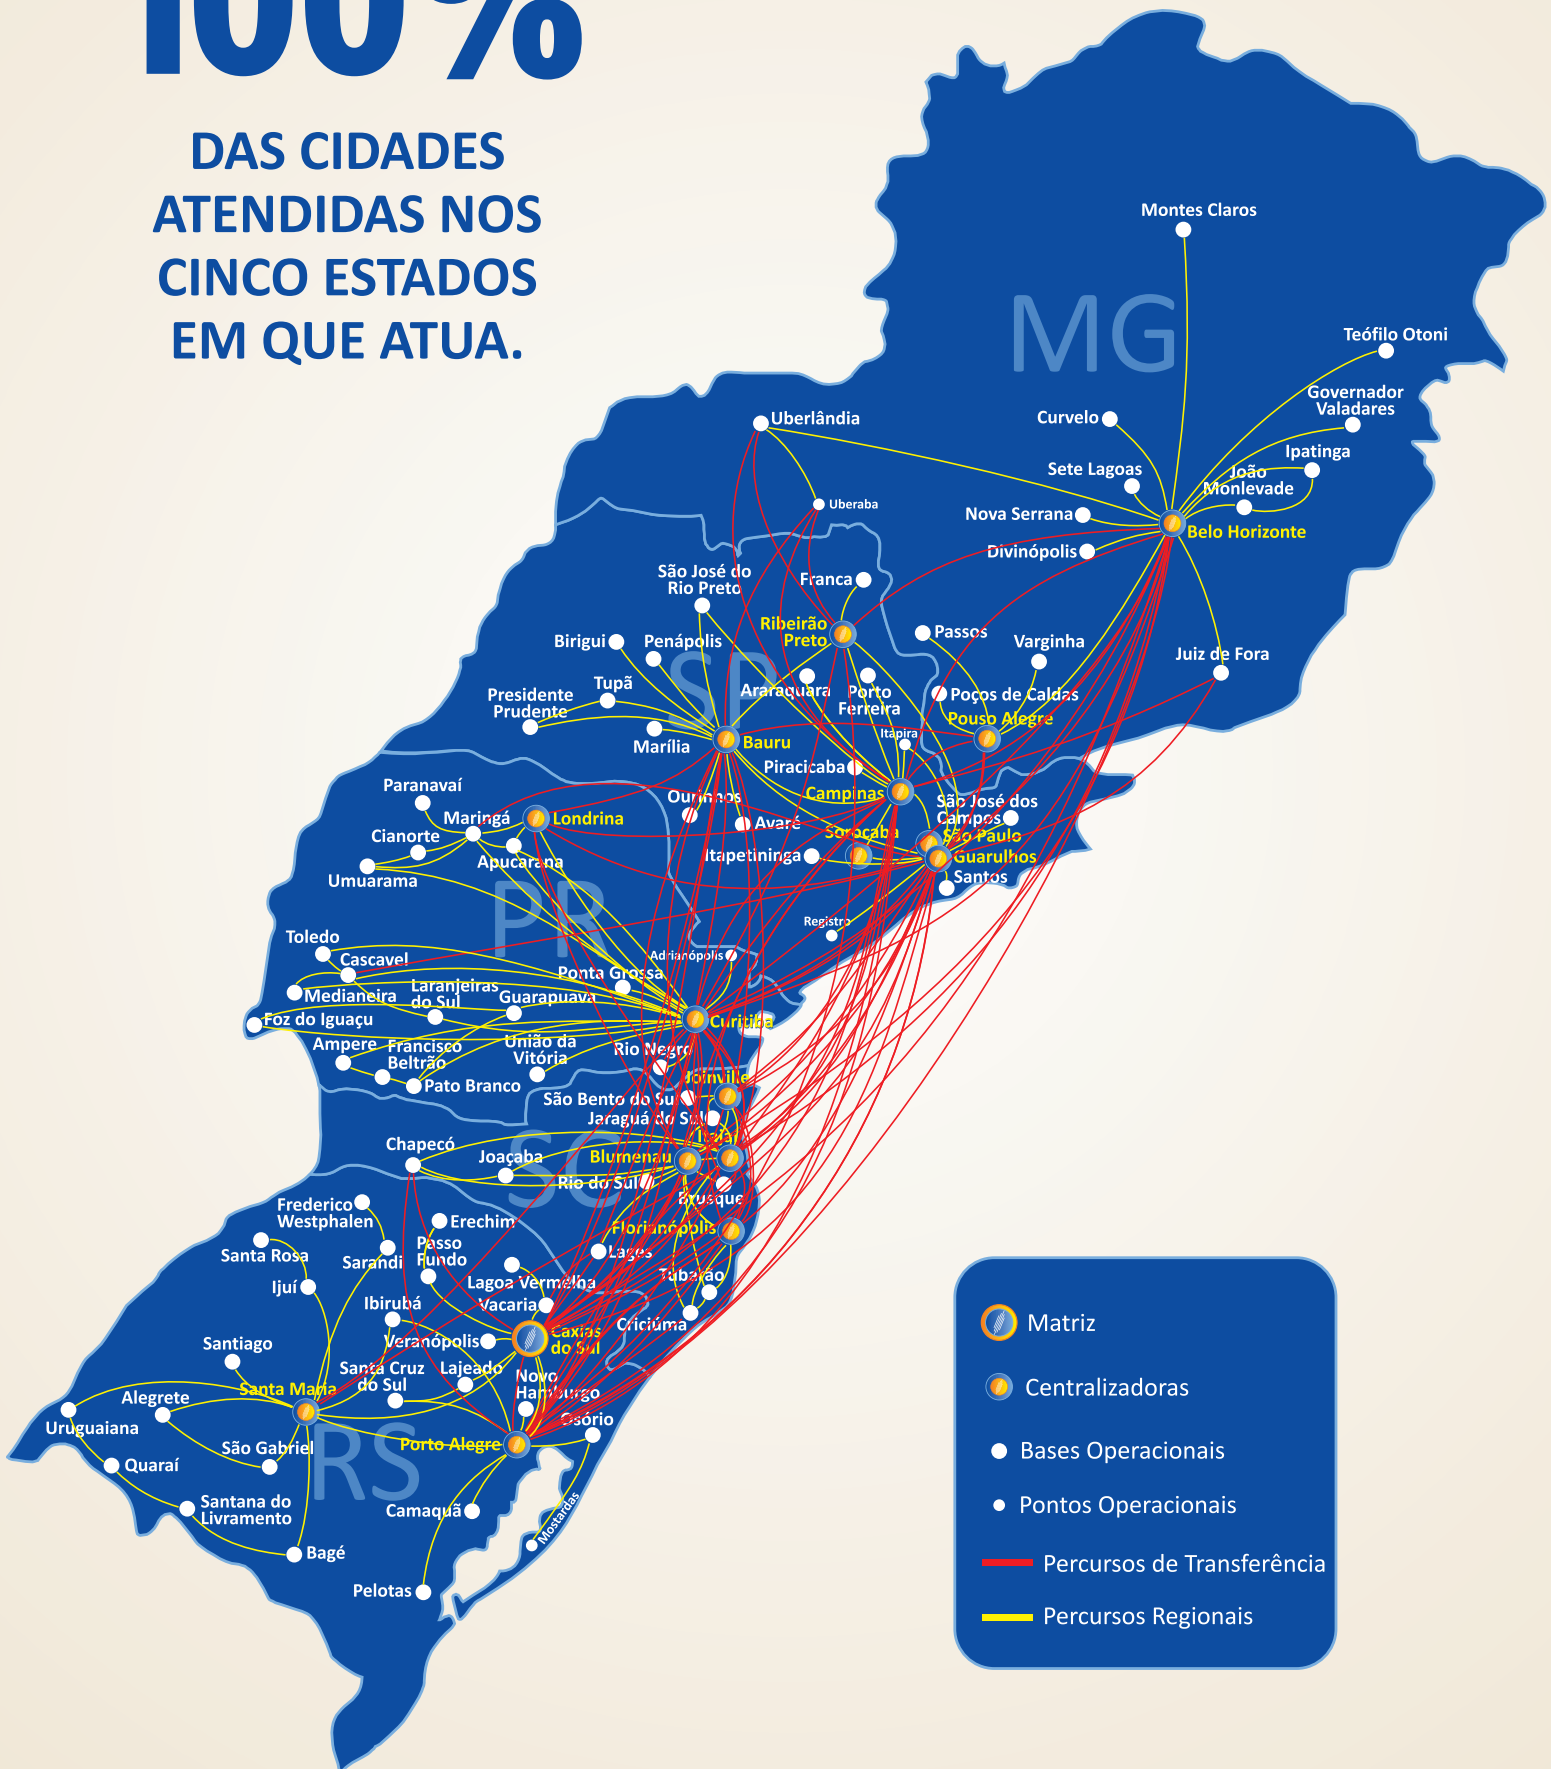 100%
DAS CIDADES
ATENDIDAS NOS
CINCO ESTADOS
EM QUE ATUA.
MG
Montes Claros
Teófilo Otoni
Governador
Valadares
Ipatinga
João
Monlevade
Curvelo
Sete Lagoas
Nova Serrana
Divinópolis
Belo Horizonte
Uberlândia
Uberaba
Passos
Varginha
Juiz de Fora
Poços de Caldas
Pouso Alegre
SP
São José do
Rio Preto
Franca
Ribeirão
Preto
Birigui
Penápolis
Tupã
Presidente
Prudente
Marília
Araraquara
Porto
Ferreira
Itapira
Bauru
Piracicaba
Campinas
Ourinhos
Avaré
São José dos
Campos
Sorocaba
São Paulo
Guarulhos
Itapetininga
Santos
Registro
PR
Paranavaí
Maringá
Londrina
Cianorte
Apucarana
Umuarama
Toledo
Cascavel
Adrianópolis
Ponta Grossa
Medianeira
Laranjeiras
do Sul
Guarapuava
Foz do Iguaçu
Curitiba
Ampere
Francisco
Beltrão
União da
Vitória
Rio Negro
Pato Branco
SC
Joinville
São Bento do Sul
Jaraguá do Sul
Itajaí
Chapecó
Joaçaba
Blumenau
Rio do Sul
Brusque
Florianópolis
Lages
Tubarão
Criciúma
RS
Frederico
Westphalen
Erechim
Santa Rosa
Sarandi
Passo
Fundo
Ijuí
Lagoa Vermelha
Ibirubá
Vacaria
Santiago
Veranópolis
Caxias
do Sul
Santa Cruz
do Sul
Lajeado
Novo
Hamburgo
Santa Maria
Alegrete
Uruguaiana
Osório
São Gabriel
Porto Alegre
Quaraí
Santana do
Livramento
Camaquã
Mostardas
Bagé
Pelotas
Matriz
Centralizadoras
Bases Operacionais
Pontos Operacionais
Percursos de Transferência
Percursos Regionais